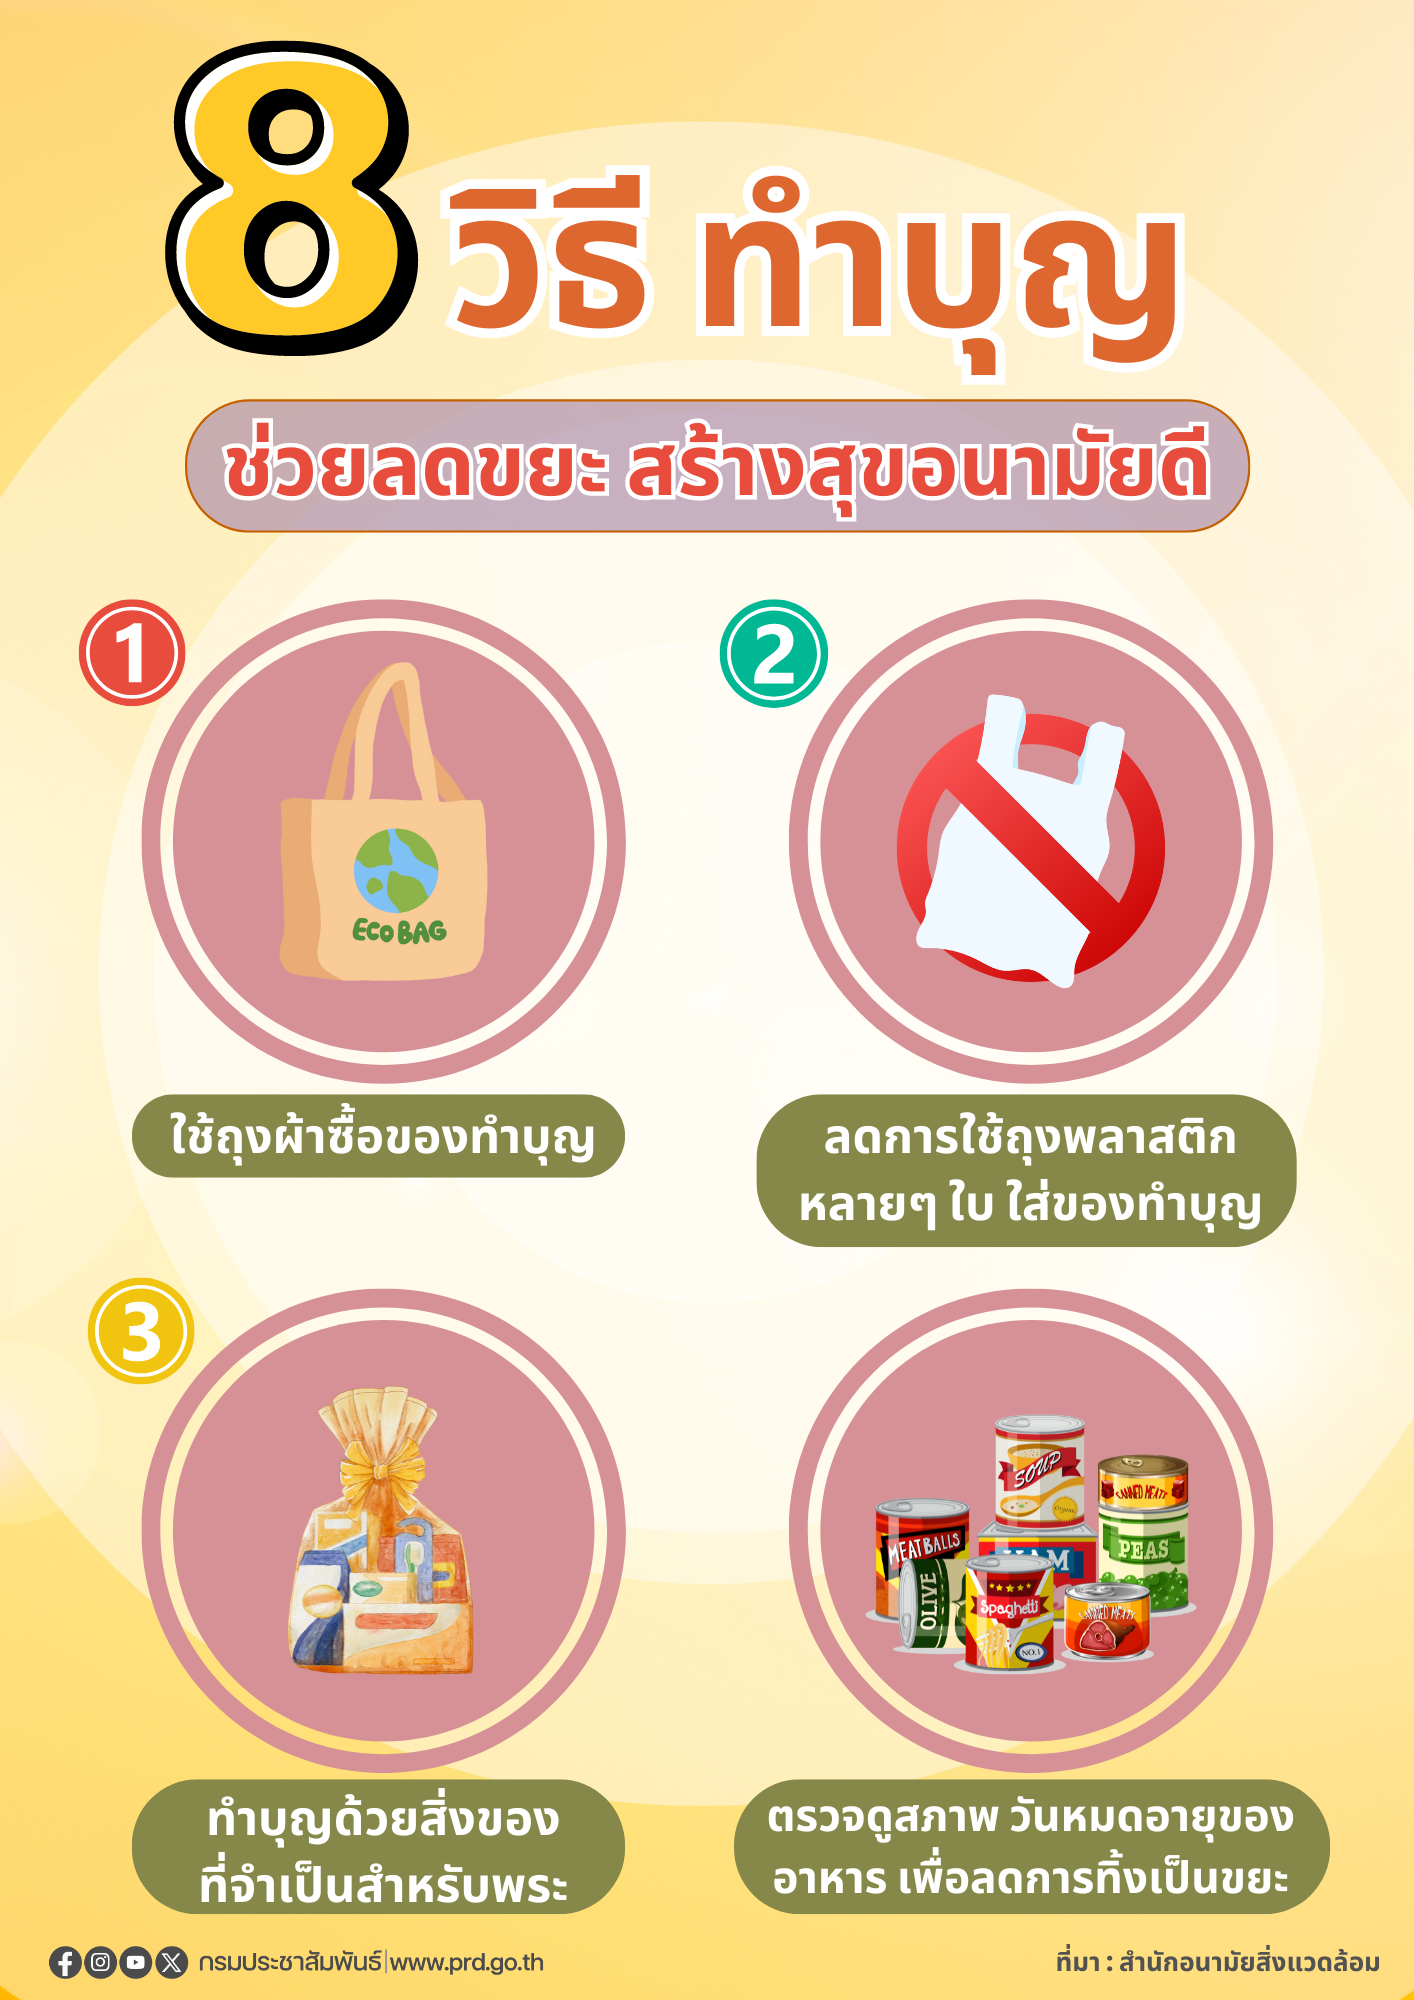 8 วิธี ทำบุญ
ช่วยลดขยะ สร้างสุขอนามัยดี
1
ECO BAG
ใช้ถุงผ้าซื้อของทำบุญ
2
ลดการใช้ถุงพลาสติก
หลายๆ ใบ ใส่ของทำบุญ
3
ทำบุญด้วยสิ่งของ
ที่จำเป็นสำหรับพระ
SOUP
Organic
CANNED MEATS
MEATBALLS
HAM
PEAS
OLIVE
Spaghetti
NO.1
CANNED MEATS
ตรวจดูสภาพ วันหมดอายุของ
อาหาร เพื่อลดการทิ้งเป็นขยะ
กรมประชาสัมพันธ์|www.prd.go.th
ที่มา : สำนักอนามัยสิ่งแวดล้อม